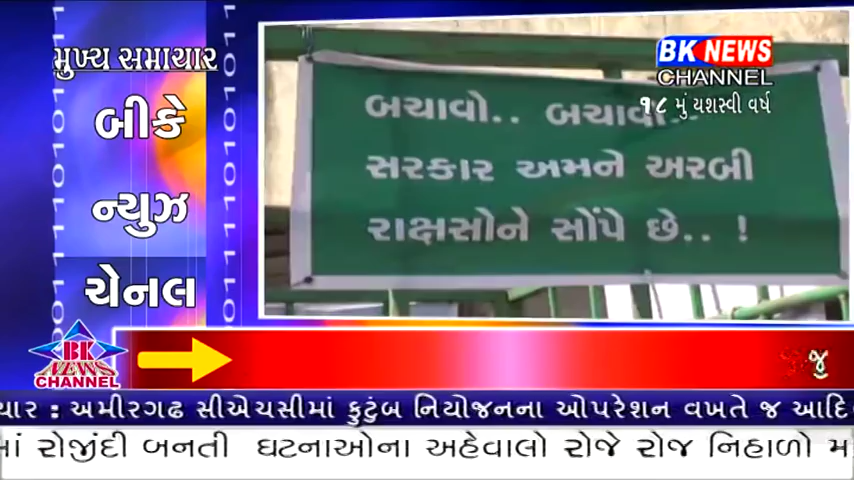 મુખ્ય સમાચાર
બીકે
ન્યુઝ
ચેનલ
BK NEWS
CHANNEL
૧૮ મું યશસ્વી વર્ષ
બચાવો.. બચાવો..
સરકાર અમને અરબી
રાક્ષસોને સોંપે છે.. !
BK
NEWS
CHANNEL
જુ
ચાર : અમીરગઢ સીએચસીમાં કુટુંબ નિયોજનના ઓપરેશન વખતે જ આદિ
માં રોજીંદી બનતી ઘટનાઓના અહેવાલો રોજે રોજ નિહાળો